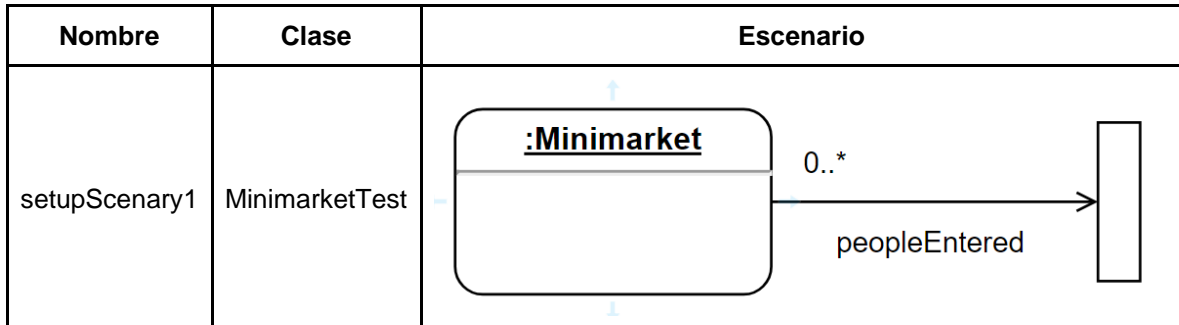 Nombre Clase Escenario
:Minimarket
0..*
setupScenary1 MinimarketTest
peopleEntered